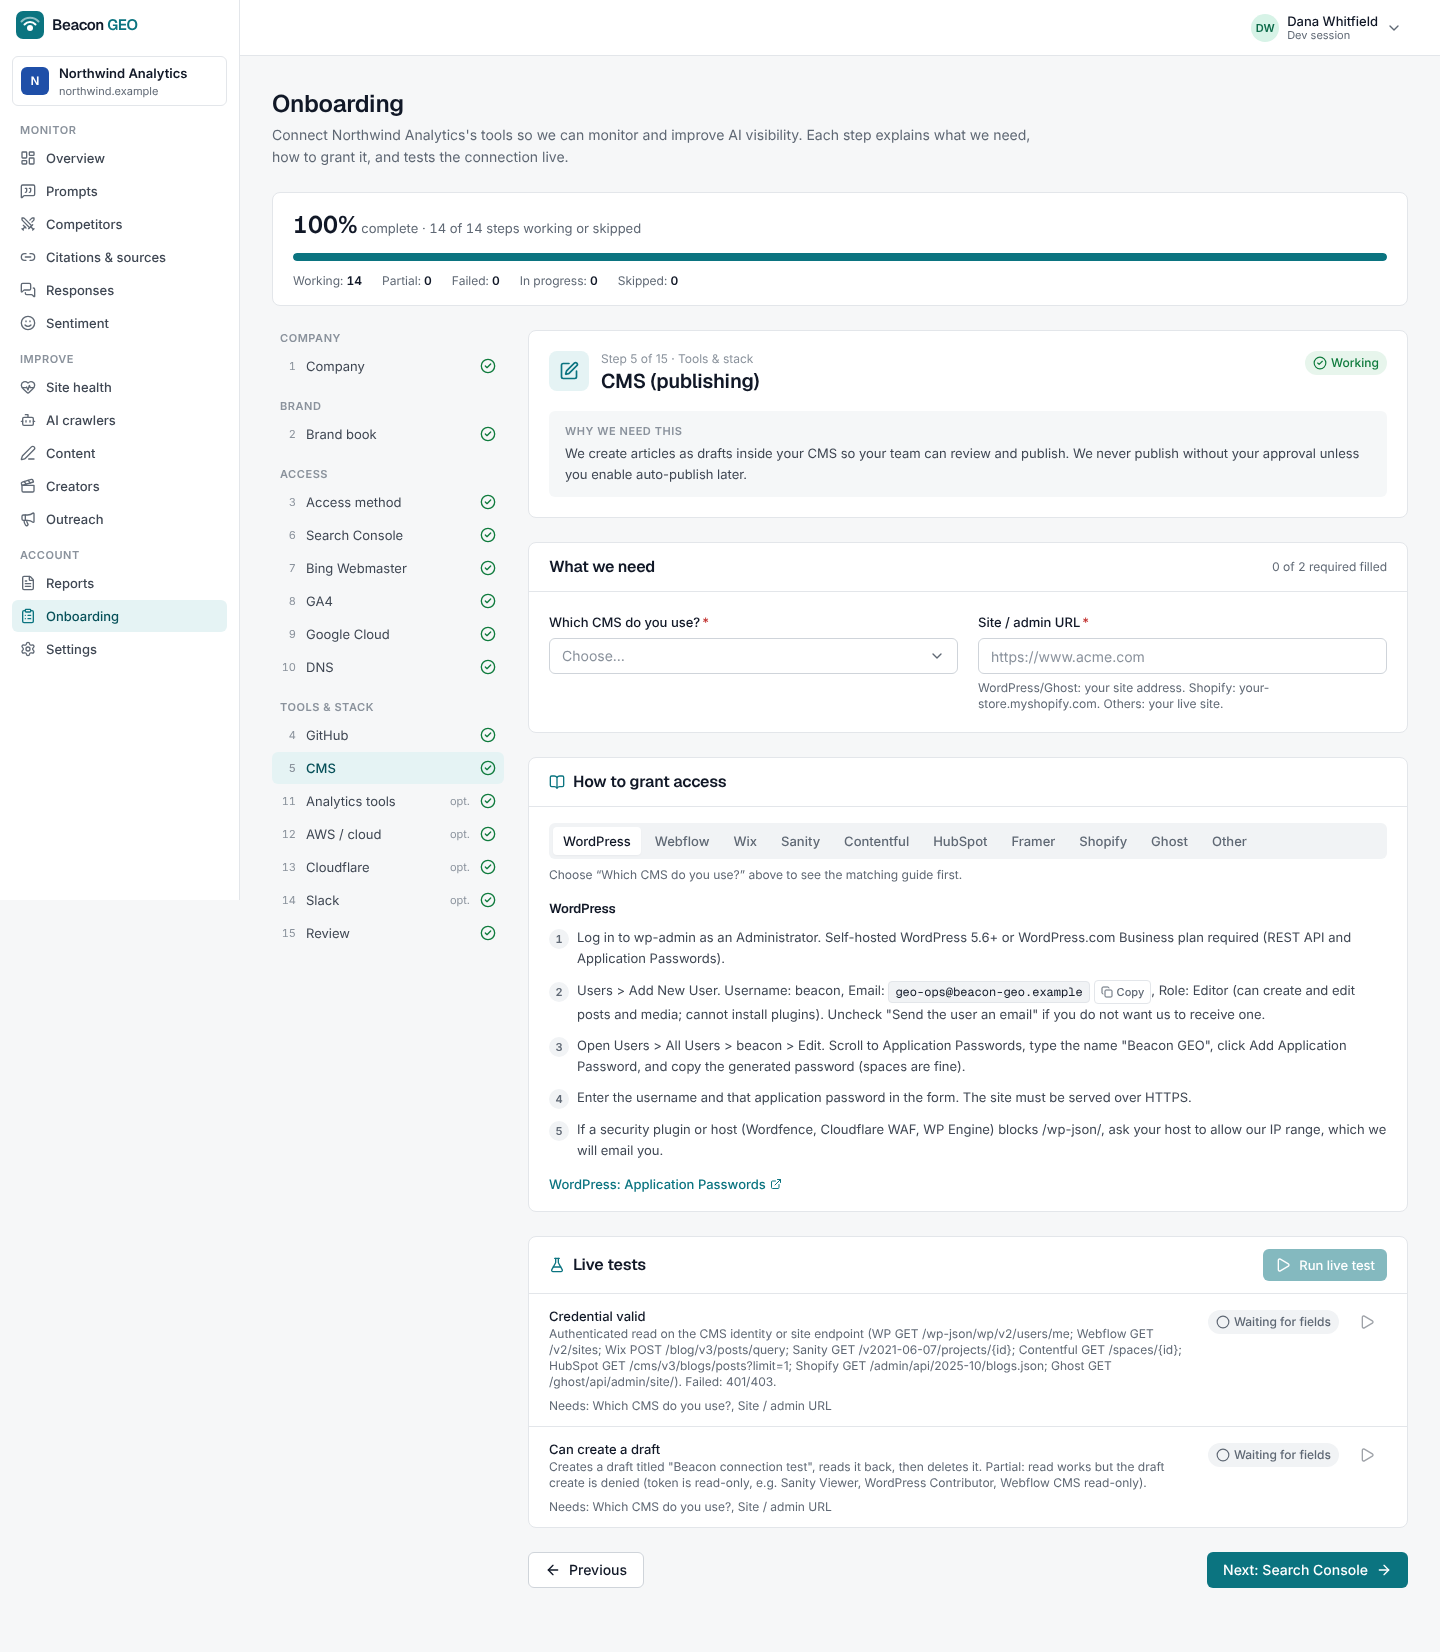 Beacon GEO
N
Northwind Analytics
northwind.example
MONITOR
Overview
Prompts
Competitors
Citations & sources
Responses
Sentiment
IMPROVE
Site health
AI crawlers
Content
Creators
Outreach
ACCOUNT
Reports
Onboarding
Settings
DW
Dana Whitfield
Dev session
Onboarding
Connect Northwind Analytics's tools so we can monitor and improve AI visibility. Each step explains what we need,
how to grant it, and tests the connection live.
100% complete · 14 of 14 steps working or skipped
Working: 14 Partial: 0 Failed: 0 In progress: 0 Skipped: 0
COMPANY
1 Company
BRAND
2 Brand book
ACCESS
3 Access method
6 Search Console
7 Bing Webmaster
8 GA4
9 Google Cloud
10 DNS
TOOLS & STACK
4 GitHub
5 CMS
11 Analytics tools opt.
12 AWS / cloud opt.
13 Cloudflare opt.
14 Slack opt.
15 Review
Step 5 of 15 · Tools & stack
CMS (publishing)
Working
WHY WE NEED THIS
We create articles as drafts inside your CMS so your team can review and publish. We never publish without your approval unless
you enable auto-publish later.
What we need
0 of 2 required filled
Which CMS do you use? *
Choose...
Site / admin URL *
https://www.acme.com
WordPress/Ghost: your site address. Shopify: your-
store.myshopify.com. Others: your live site.
How to grant access
WordPress Webflow Wix Sanity Contentful HubSpot Framer Shopify Ghost Other
Choose “Which CMS do you use?” above to see the matching guide first.
WordPress
1 Log in to wp-admin as an Administrator. Self-hosted WordPress 5.6+ or WordPress.com Business plan required (REST API and
Application Passwords).
2 Users > Add New User. Username: beacon, Email: geo-ops@beacon-geo.example Copy , Role: Editor (can create and edit
posts and media; cannot install plugins). Uncheck "Send the user an email" if you do not want us to receive one.
3 Open Users > All Users > beacon > Edit. Scroll to Application Passwords, type the name "Beacon GEO", click Add Application
Password, and copy the generated password (spaces are fine).
4 Enter the username and that application password in the form. The site must be served over HTTPS.
5 If a security plugin or host (Wordfence, Cloudflare WAF, WP Engine) blocks /wp-json/, ask your host to allow our IP range, which we
will email you.
WordPress: Application Passwords
Live tests
Run live test
Credential valid
Authenticated read on the CMS identity or site endpoint (WP GET /wp-json/wp/v2/users/me; Webflow GET
/v2/sites; Wix POST /blog/v3/posts/query; Sanity GET /v2021-06-07/projects/{id}; Contentful GET /spaces/{id};
HubSpot GET /cms/v3/blogs/posts?limit=1; Shopify GET /admin/api/2025-10/blogs.json; Ghost GET
/ghost/api/admin/site/). Failed: 401/403.
Needs: Which CMS do you use?, Site / admin URL
Waiting for fields
Can create a draft
Creates a draft titled "Beacon connection test", reads it back, then deletes it. Partial: read works but the draft
create is denied (token is read-only, e.g. Sanity Viewer, WordPress Contributor, Webflow CMS read-only).
Needs: Which CMS do you use?, Site / admin URL
Waiting for fields
Previous
Next: Search Console